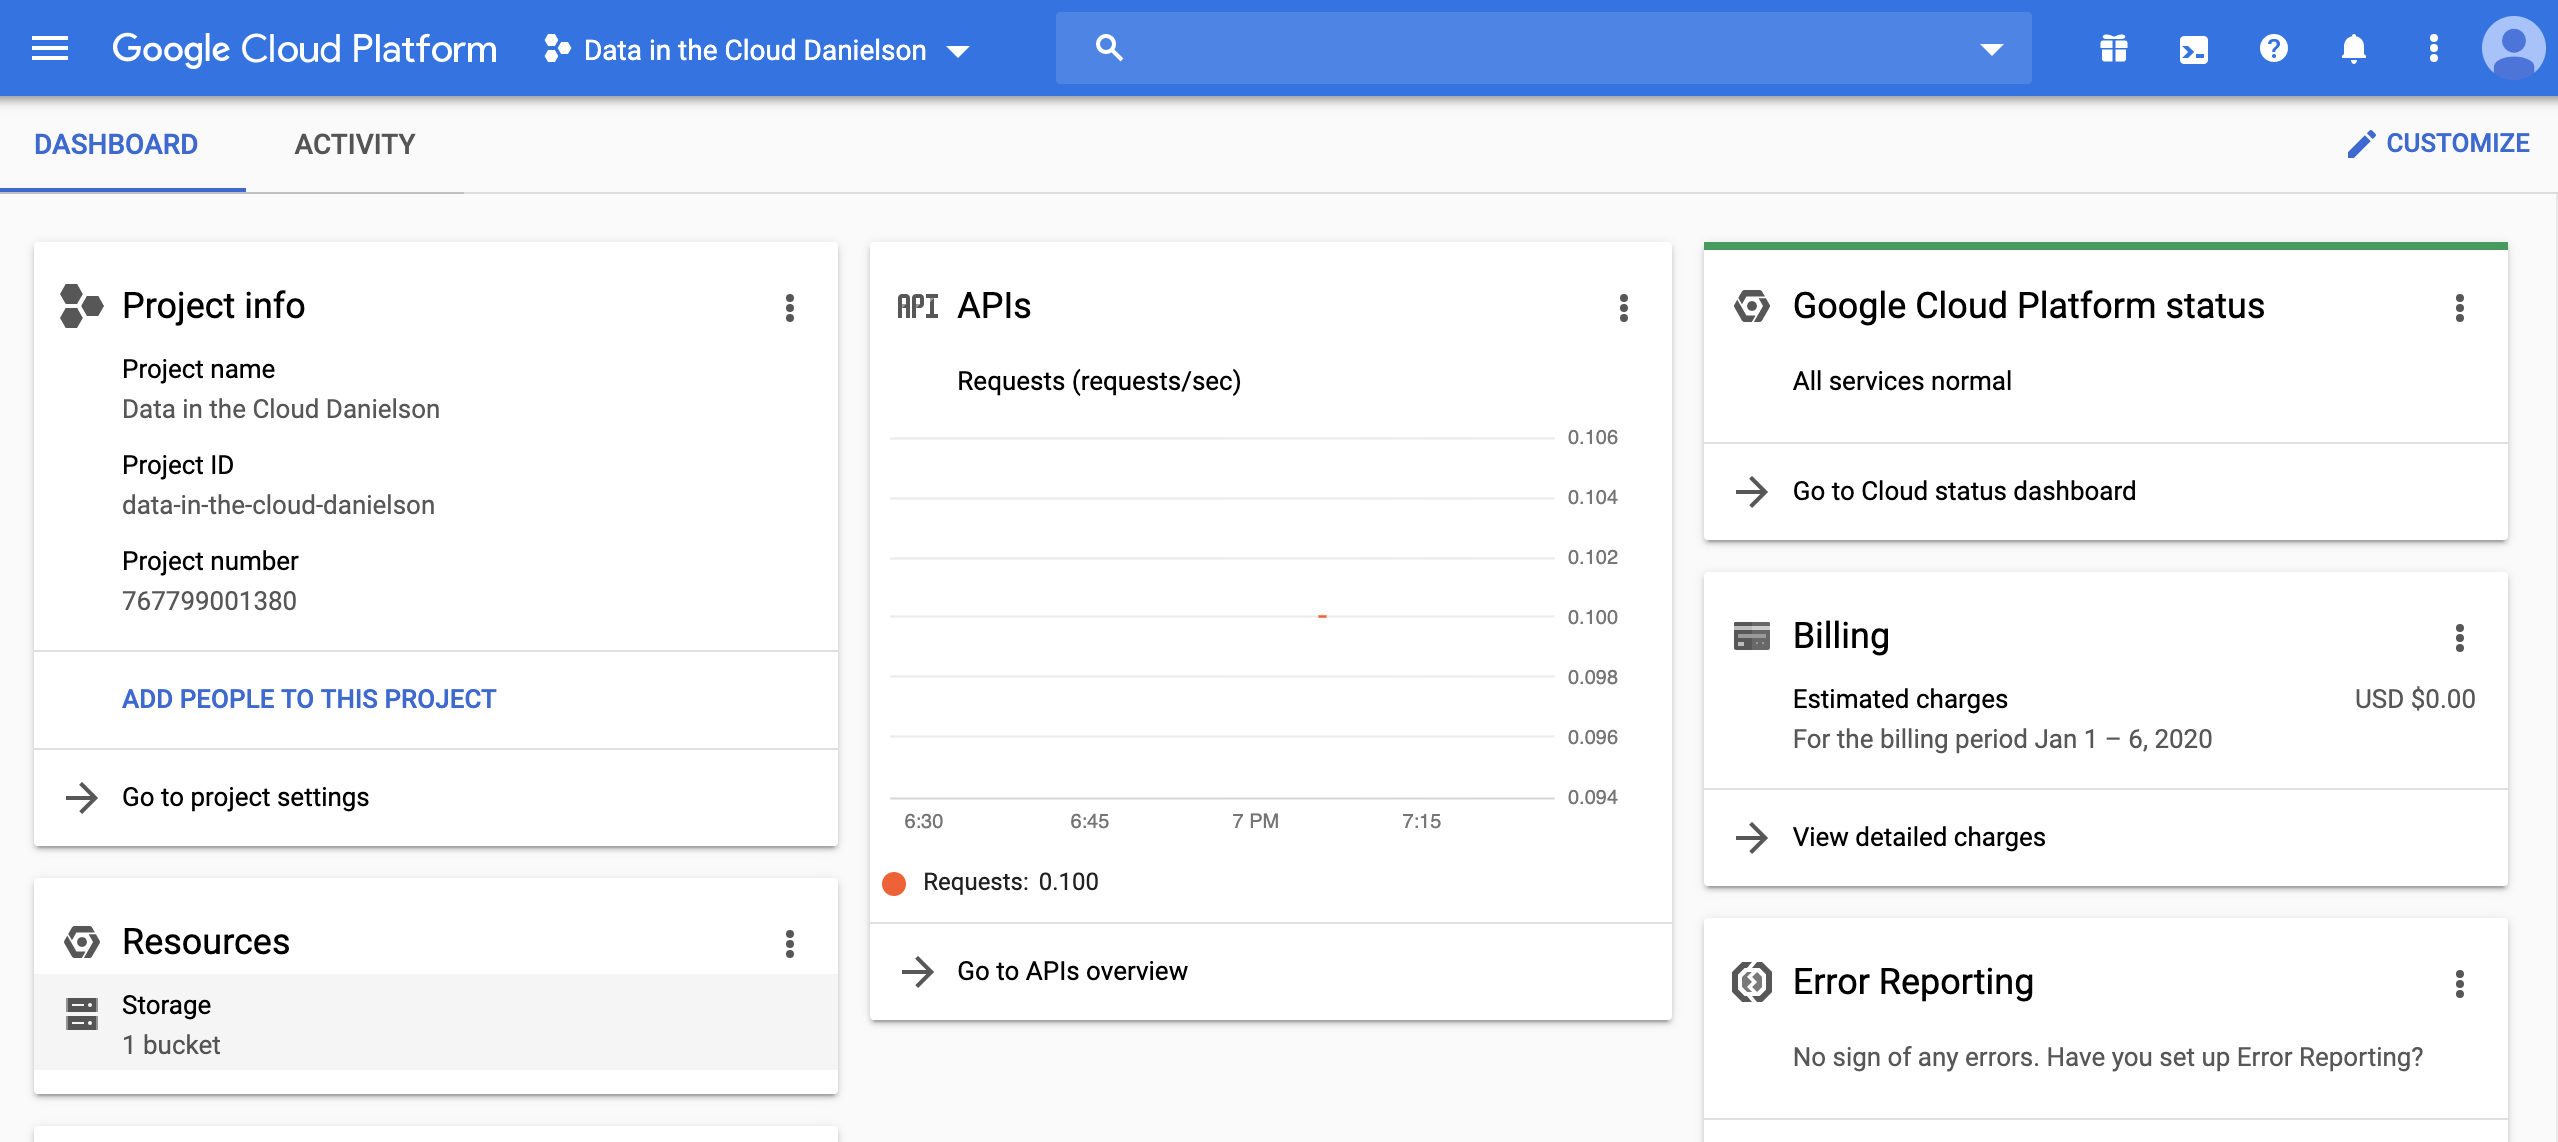 Google Cloud Platform
Data in the Cloud Danielson
DASHBOARD
ACTIVITY
CUSTOMIZE
Project info
Project name
Data in the Cloud Danielson
Project ID
data-in-the-cloud-danielson
Project number
767799001380
ADD PEOPLE TO THIS PROJECT
Go to project settings
Resources
Storage
1 bucket
API APIs
Requests (requests/sec)
0.106
0.104
0.102
0.100
0.098
0.096
0.094
6:30 6:45 7 PM 7:15
Requests: 0.100
Go to APIs overview
Google Cloud Platform status
All services normal
Go to Cloud status dashboard
Billing
Estimated charges USD $0.00
For the billing period Jan 1 – 6, 2020
View detailed charges
Error Reporting
No sign of any errors. Have you set up Error Reporting?